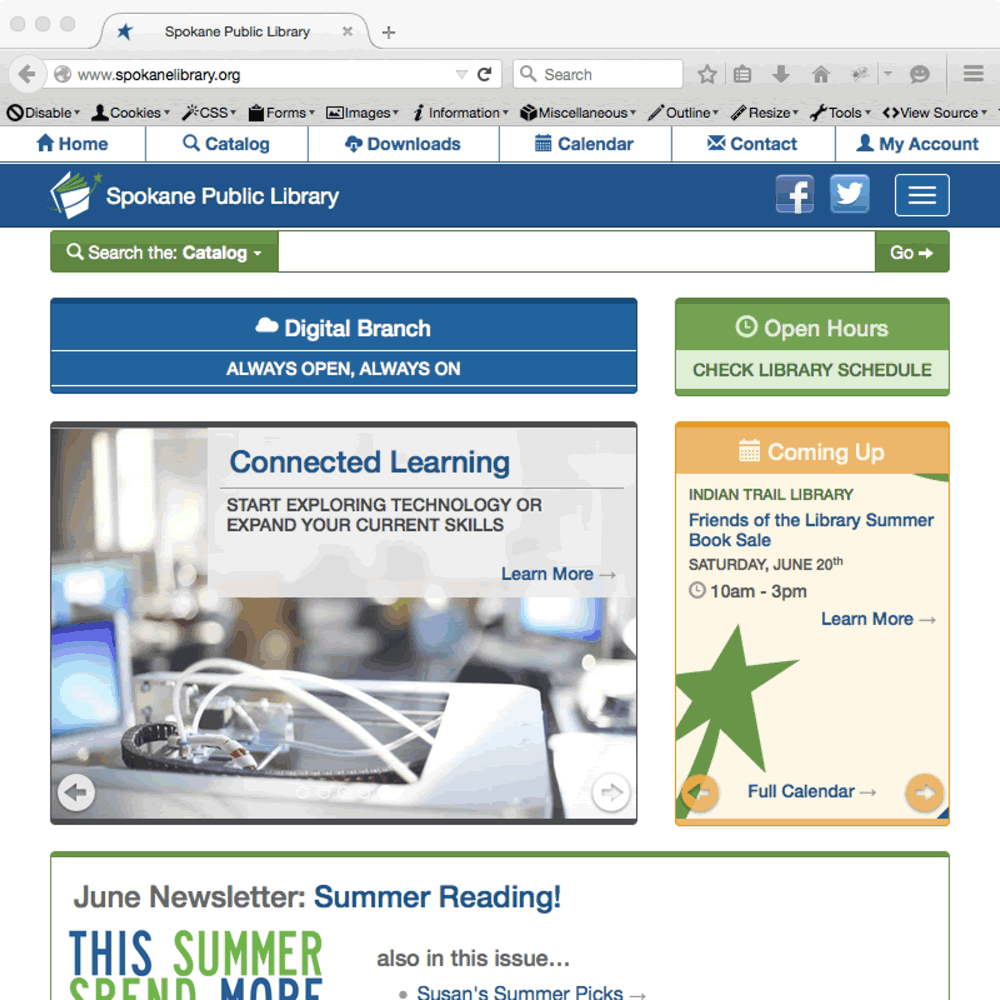 Spokane Public Library
www.spokanelibrary.org
Search
Disable
Cookies
CSS
Forms
Images
Information
Miscellaneous
Outline
Resize
Tools
View Source
Home
Catalog
Downloads
Calendar
Contact
My Account
Spokane Public Library
Search the: Catalog
Go
Digital Branch
ALWAYS OPEN, ALWAYS ON
Open Hours
CHECK LIBRARY SCHEDULE
Connected Learning
START EXPLORING TECHNOLOGY OR
EXPAND YOUR CURRENT SKILLS
Learn More →
Coming Up
INDIAN TRAIL LIBRARY
Friends of the Library Summer
Book Sale
SATURDAY, JUNE 20th
10am - 3pm
Learn More →
Full Calendar →
June Newsletter: Summer Reading!
THIS SUMMER
SPEND MORE
also in this issue…
• Susan's Summer Picks →